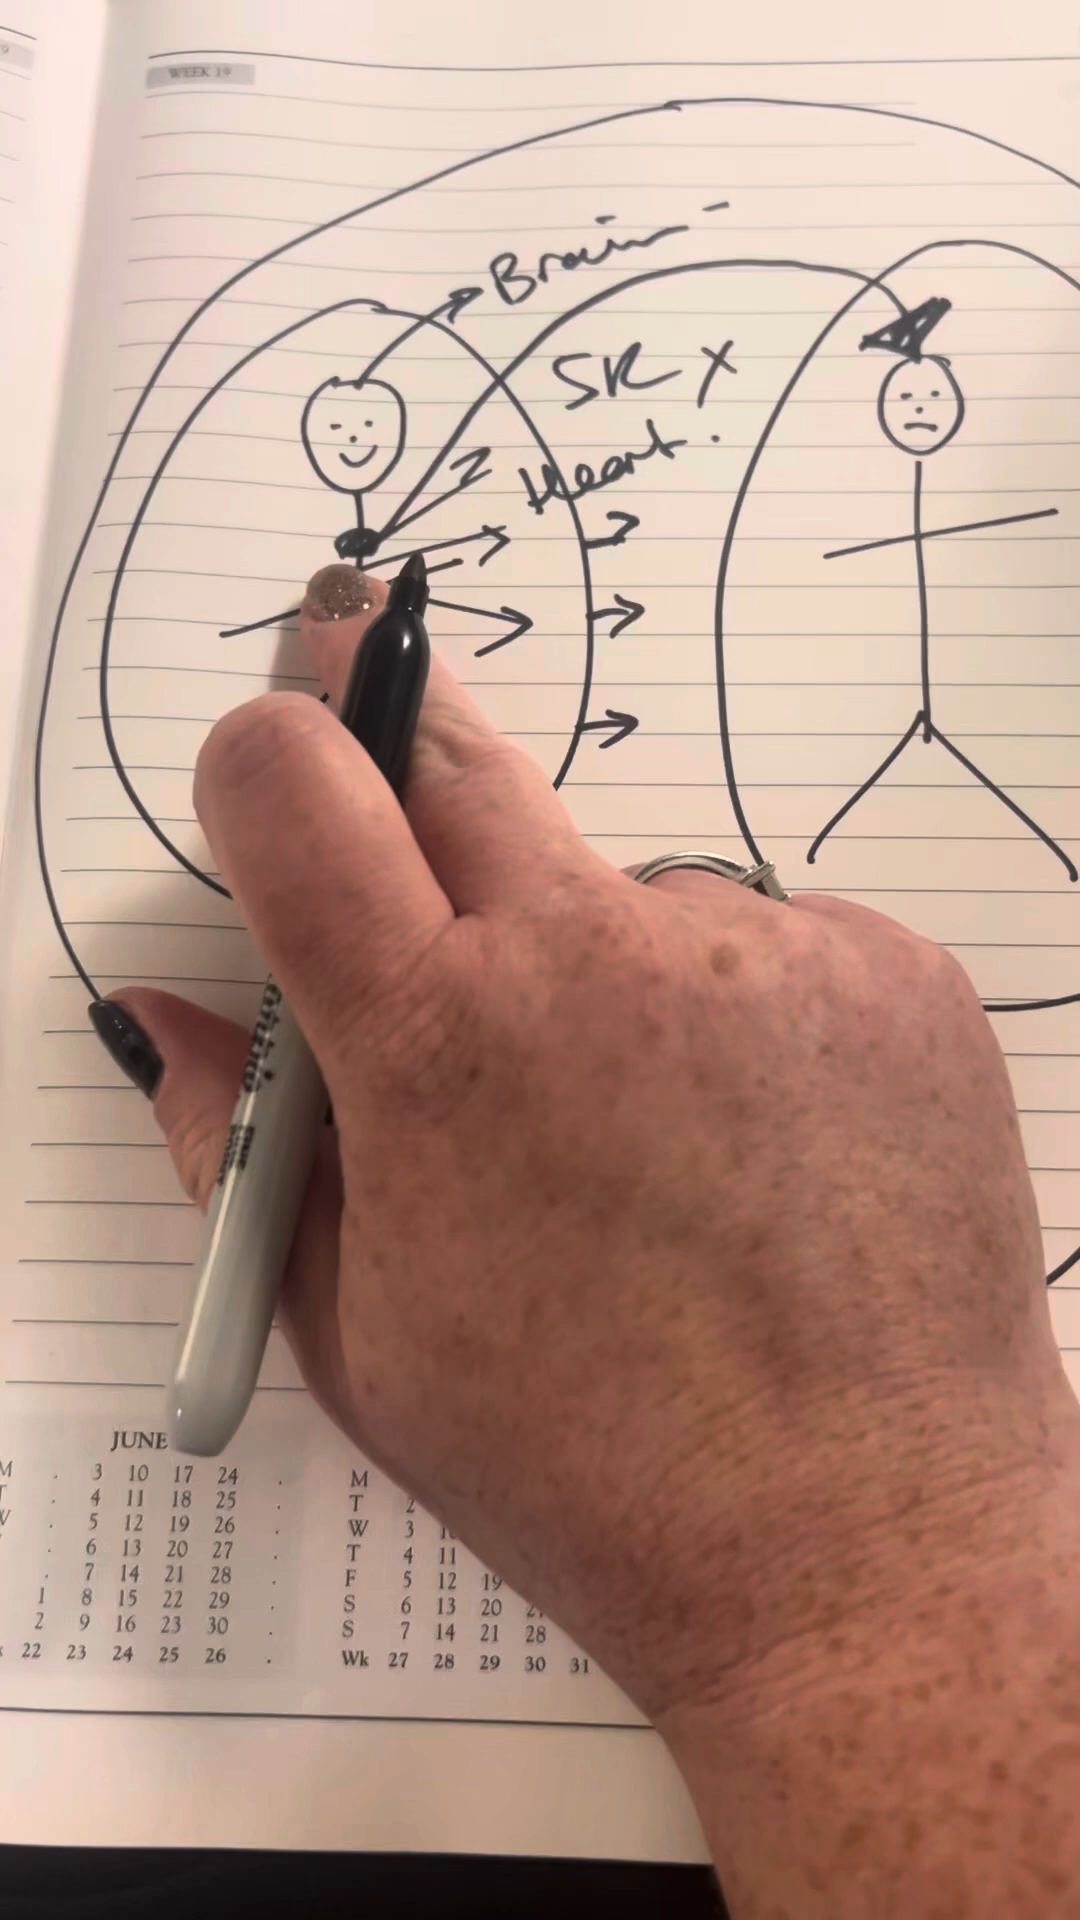 WEEK 19
Brain
5k x
Heart.
JUNE
M . 3 10 17 24 .
T . 4 11 18 25 .
W . 5 12 19 26 .
. 6 13 20 27 .
. 7 14 21 28 .
1 8 15 22 29 .
2 9 16 23 30 .
22 23 24 25 26 .
M
T 2
W 3
T 4 11
F 5 12 19
S 6 13 20
S 7 14 21 28
Wk 27 28 29 30 31